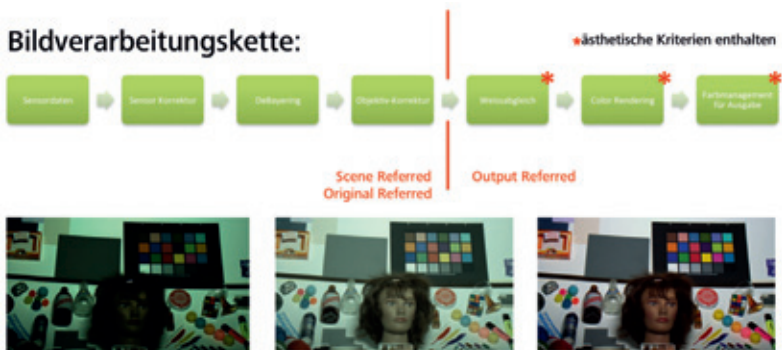 Bildverarbeitungskette:
*ästhetische Kriterien enthalten
Sensordaten
Sensor Korrektur
DeBayering
Objektiv-Korrektur
Weissabgleich
*
Color Rendering
*
Farbmanagement
für Ausgabe
*
Scene Referred
Original Referred
Output Referred